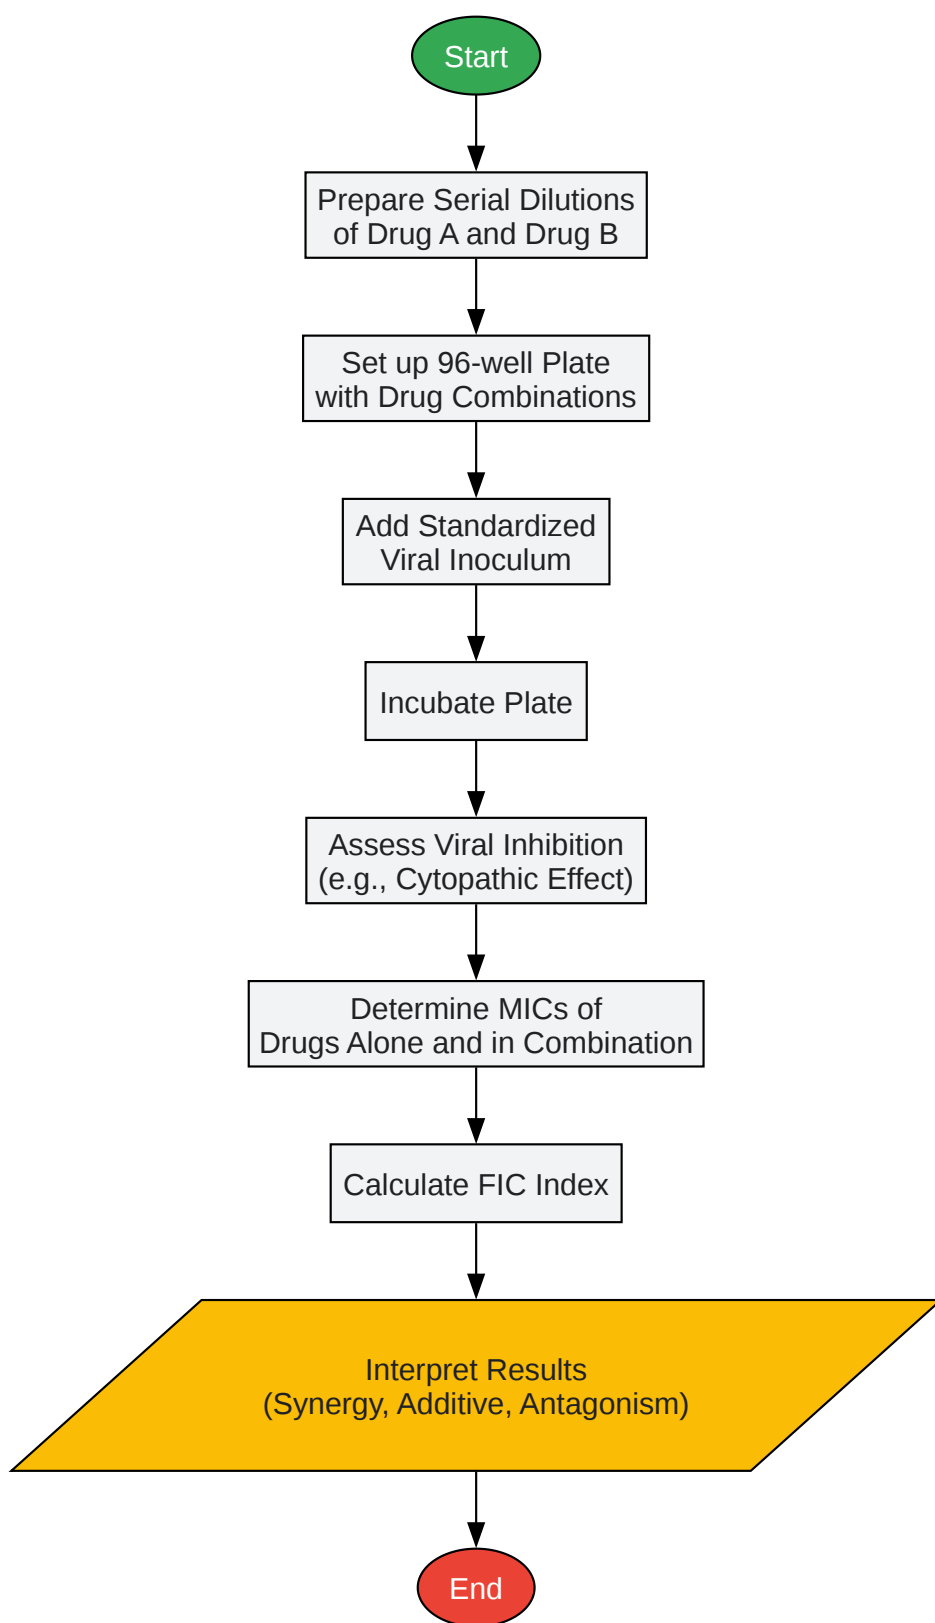 Start
Prepare Serial Dilutions
of Drug A and Drug B
Set up 96-well Plate
with Drug Combinations
Add Standardized
Viral Inoculum
Incubate Plate
Assess Viral Inhibition
(e.g., Cytopathic Effect)
Determine MICs of
Drugs Alone and in Combination
Calculate FIC Index
Interpret Results
(Synergy, Additive, Antagonism)
End